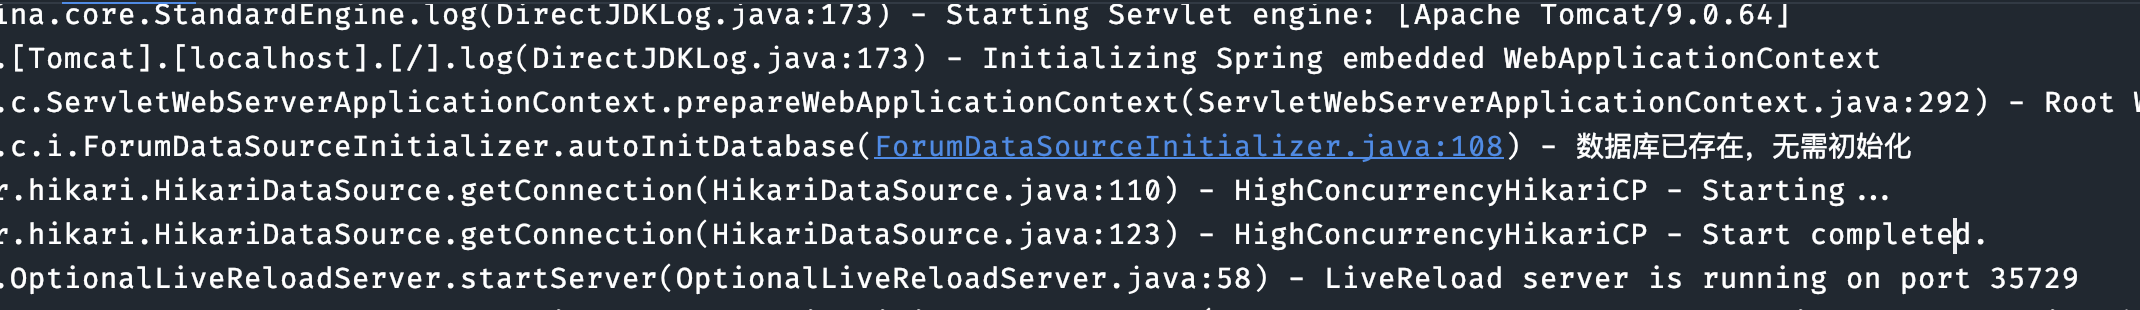 ina.core.StandardEngine.log(DirectJDKLog.java:173) - Starting Servlet engine: [Apache Tomcat/9.0.64]
.[Tomcat].[localhost].[/].log(DirectJDKLog.java:173) - Initializing Spring embedded WebApplicationContext
.c.ServletWebServerApplicationContext.prepareWebApplicationContext(ServletWebServerApplicationContext.java:292) - Root
.c.i.ForumDataSourceInitializer.autoInitDatabase(ForumDataSourceInitializer.java:108) - 数据库已存在，无需初始化
r.hikari.HikariDataSource.getConnection(HikariDataSource.java:110) - HighConcurrencyHikariCP - Starting...
r.hikari.HikariDataSource.getConnection(HikariDataSource.java:123) - HighConcurrencyHikariCP - Start completed.
.OptionalLiveReloadServer.startServer(OptionalLiveReloadServer.java:58) - LiveReload server is running on port 35729